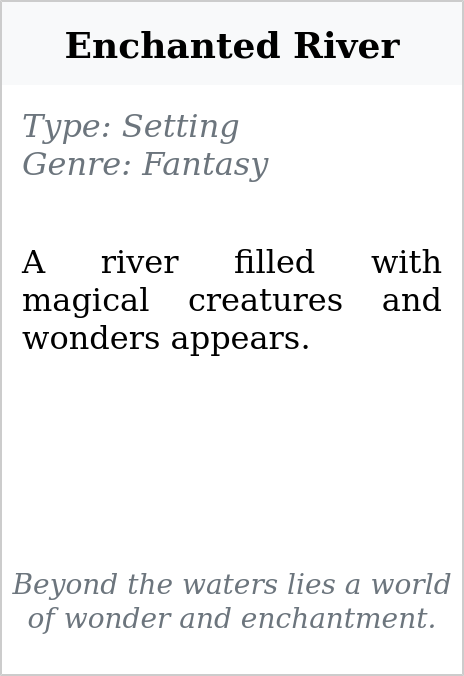 Enchanted River
Type: Setting
Genre: Fantasy
A river filled with
magical creatures and
wonders appears.
Beyond the waters lies a world
of wonder and enchantment.